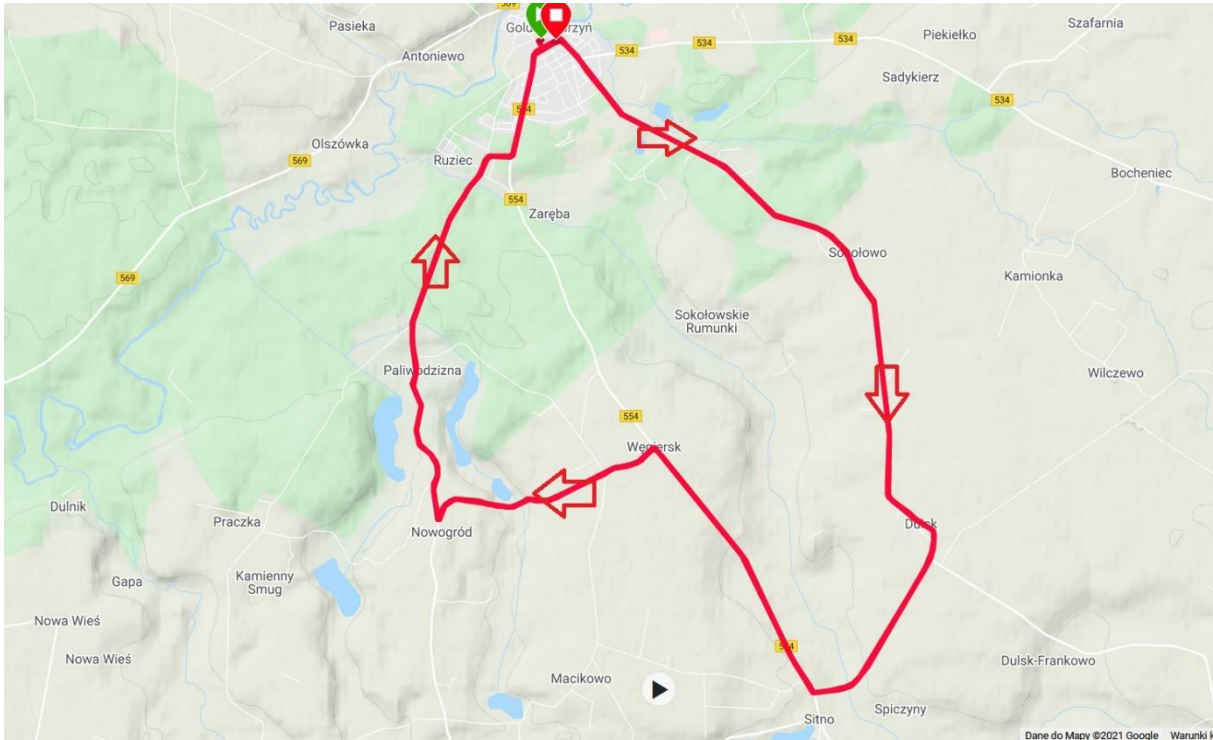 569
Pasieka
Szafarnia
Piekiełko
534
534
534
Antoniewo
Sadykierz
534
Olszówka
569
Ruziec
Bocheniec
554
Zaręba
Sokołowo
569
Kamionka
Sokołowskie
Rumunki
Paliwodzizna
Wilczewo
554
Węgiersk
Dulnik
Praczka
Nowogród
Dulsk
Gapa
Kamienny
Smug
Nowa Wieś
Nowa Wieś
Dulsk-Frankowo
Macikowo
Spiczyny
Sitno
Dane do Mapy ©2021 Google
Warunki k